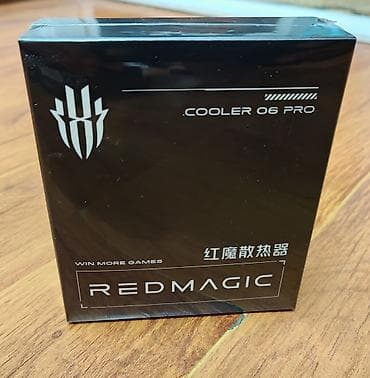 COOLER 06 PRO
红魔散热器
WIN MORE GAMES
REDMAGIC